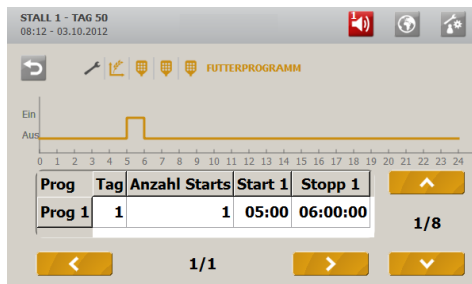 STALL 1 - TAG 50
08:12 - 03.10.2012
1
FUTTERPROGRAMM
Ein
Aus
0 1 2 3 4 5 6 7 8 9 10 11 12 13 14 15 16 17 18 19 20 21 22 23 24
Prog Tag Anzahl Starts Start 1 Stopp 1
Prog 1 1 1 05:00 06:00:00
1/8
1/1